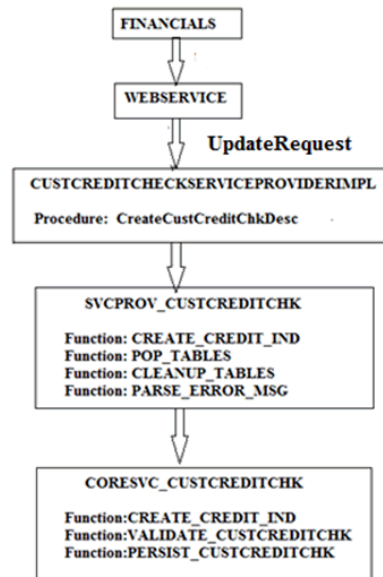 FINANCIALS
WEBSERVICE
UpdateRequest
CUSTCREDITCHECKSERVICEPROVIDERIMPL
Procedure: CreateCustCreditChkDesc
SVCPROV_CUSTCREDITCHK
Function: CREATE_CREDIT_IND
Function: POP_TABLES
Function: CLEANUP_TABLES
Function: PARSE_ERROR_MSG
CORESVC_CUSTCREDITCHK
Function:CREATE_CREDIT_IND
Function:VALIDATE_CUSTCREDITCHK
Function:PERSIST_CUSTCREDITCHK